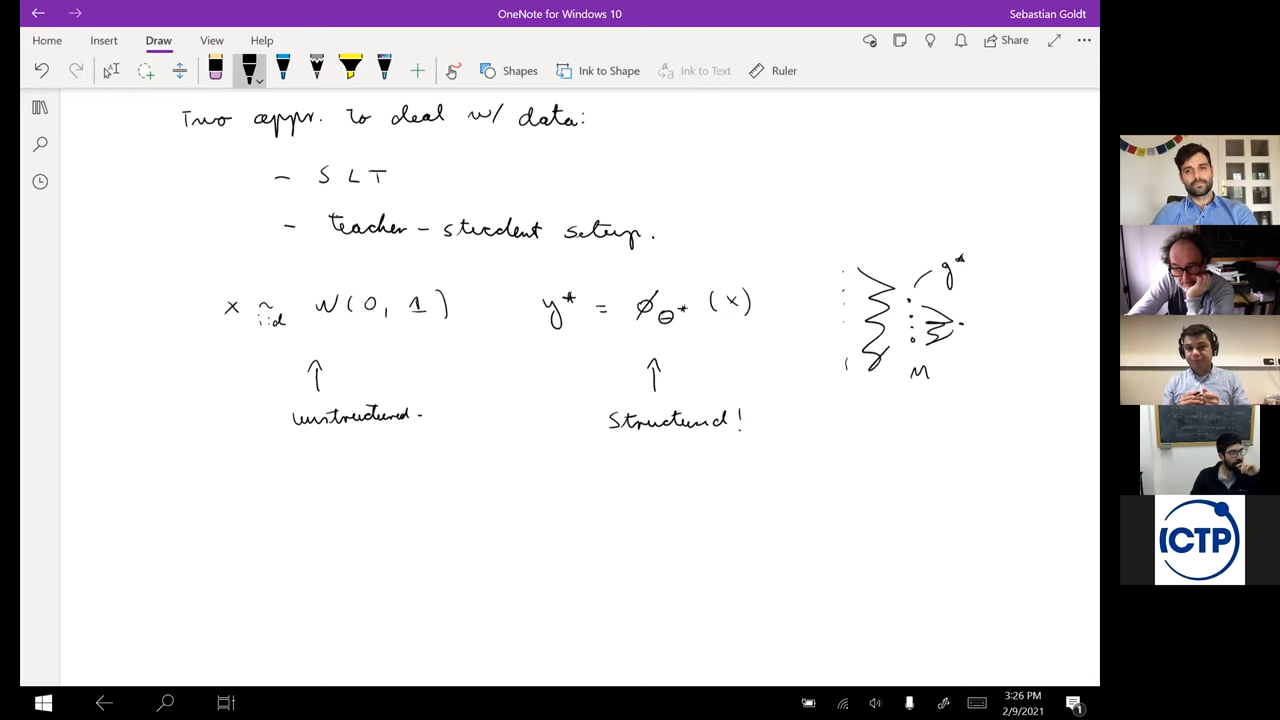 OneNote for Windows 10
Sebastian Goldt
Home Insert Draw View Help
Share
Shapes
Ink to Shape
Ink to Text
Ruler
Two appr. to deal w/ data:
- SLT
- teacher - student setup.
x ~ iid N(0, 1)
y* = ϕ_Θ* (x)
g*
M
unstructured.
Structured!
ICTP
3:26 PM
2/9/2021
1